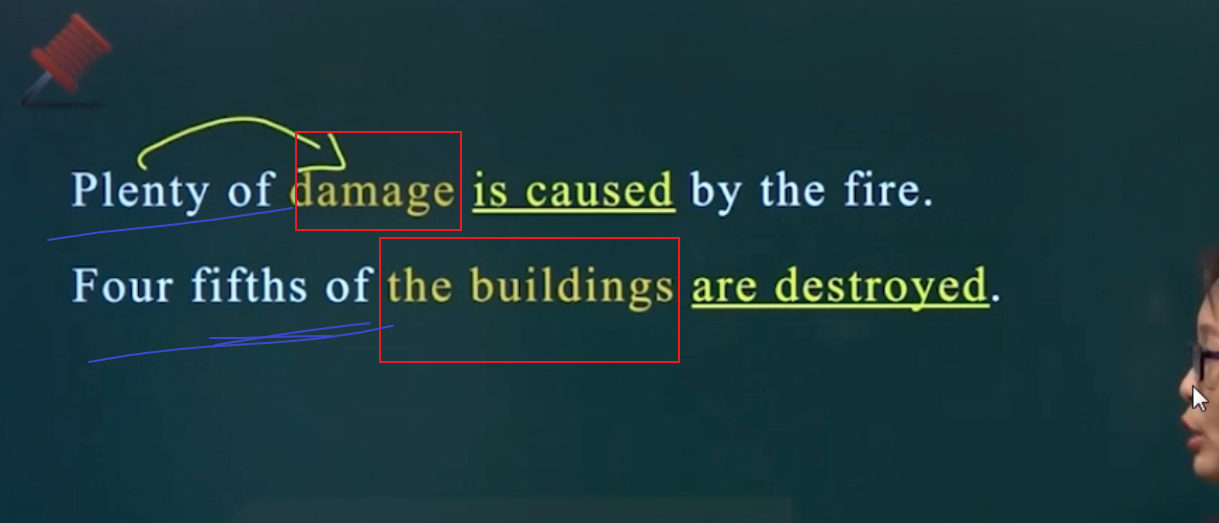 Plenty of damage is caused by the fire.
Four fifths of the buildings are destroyed.